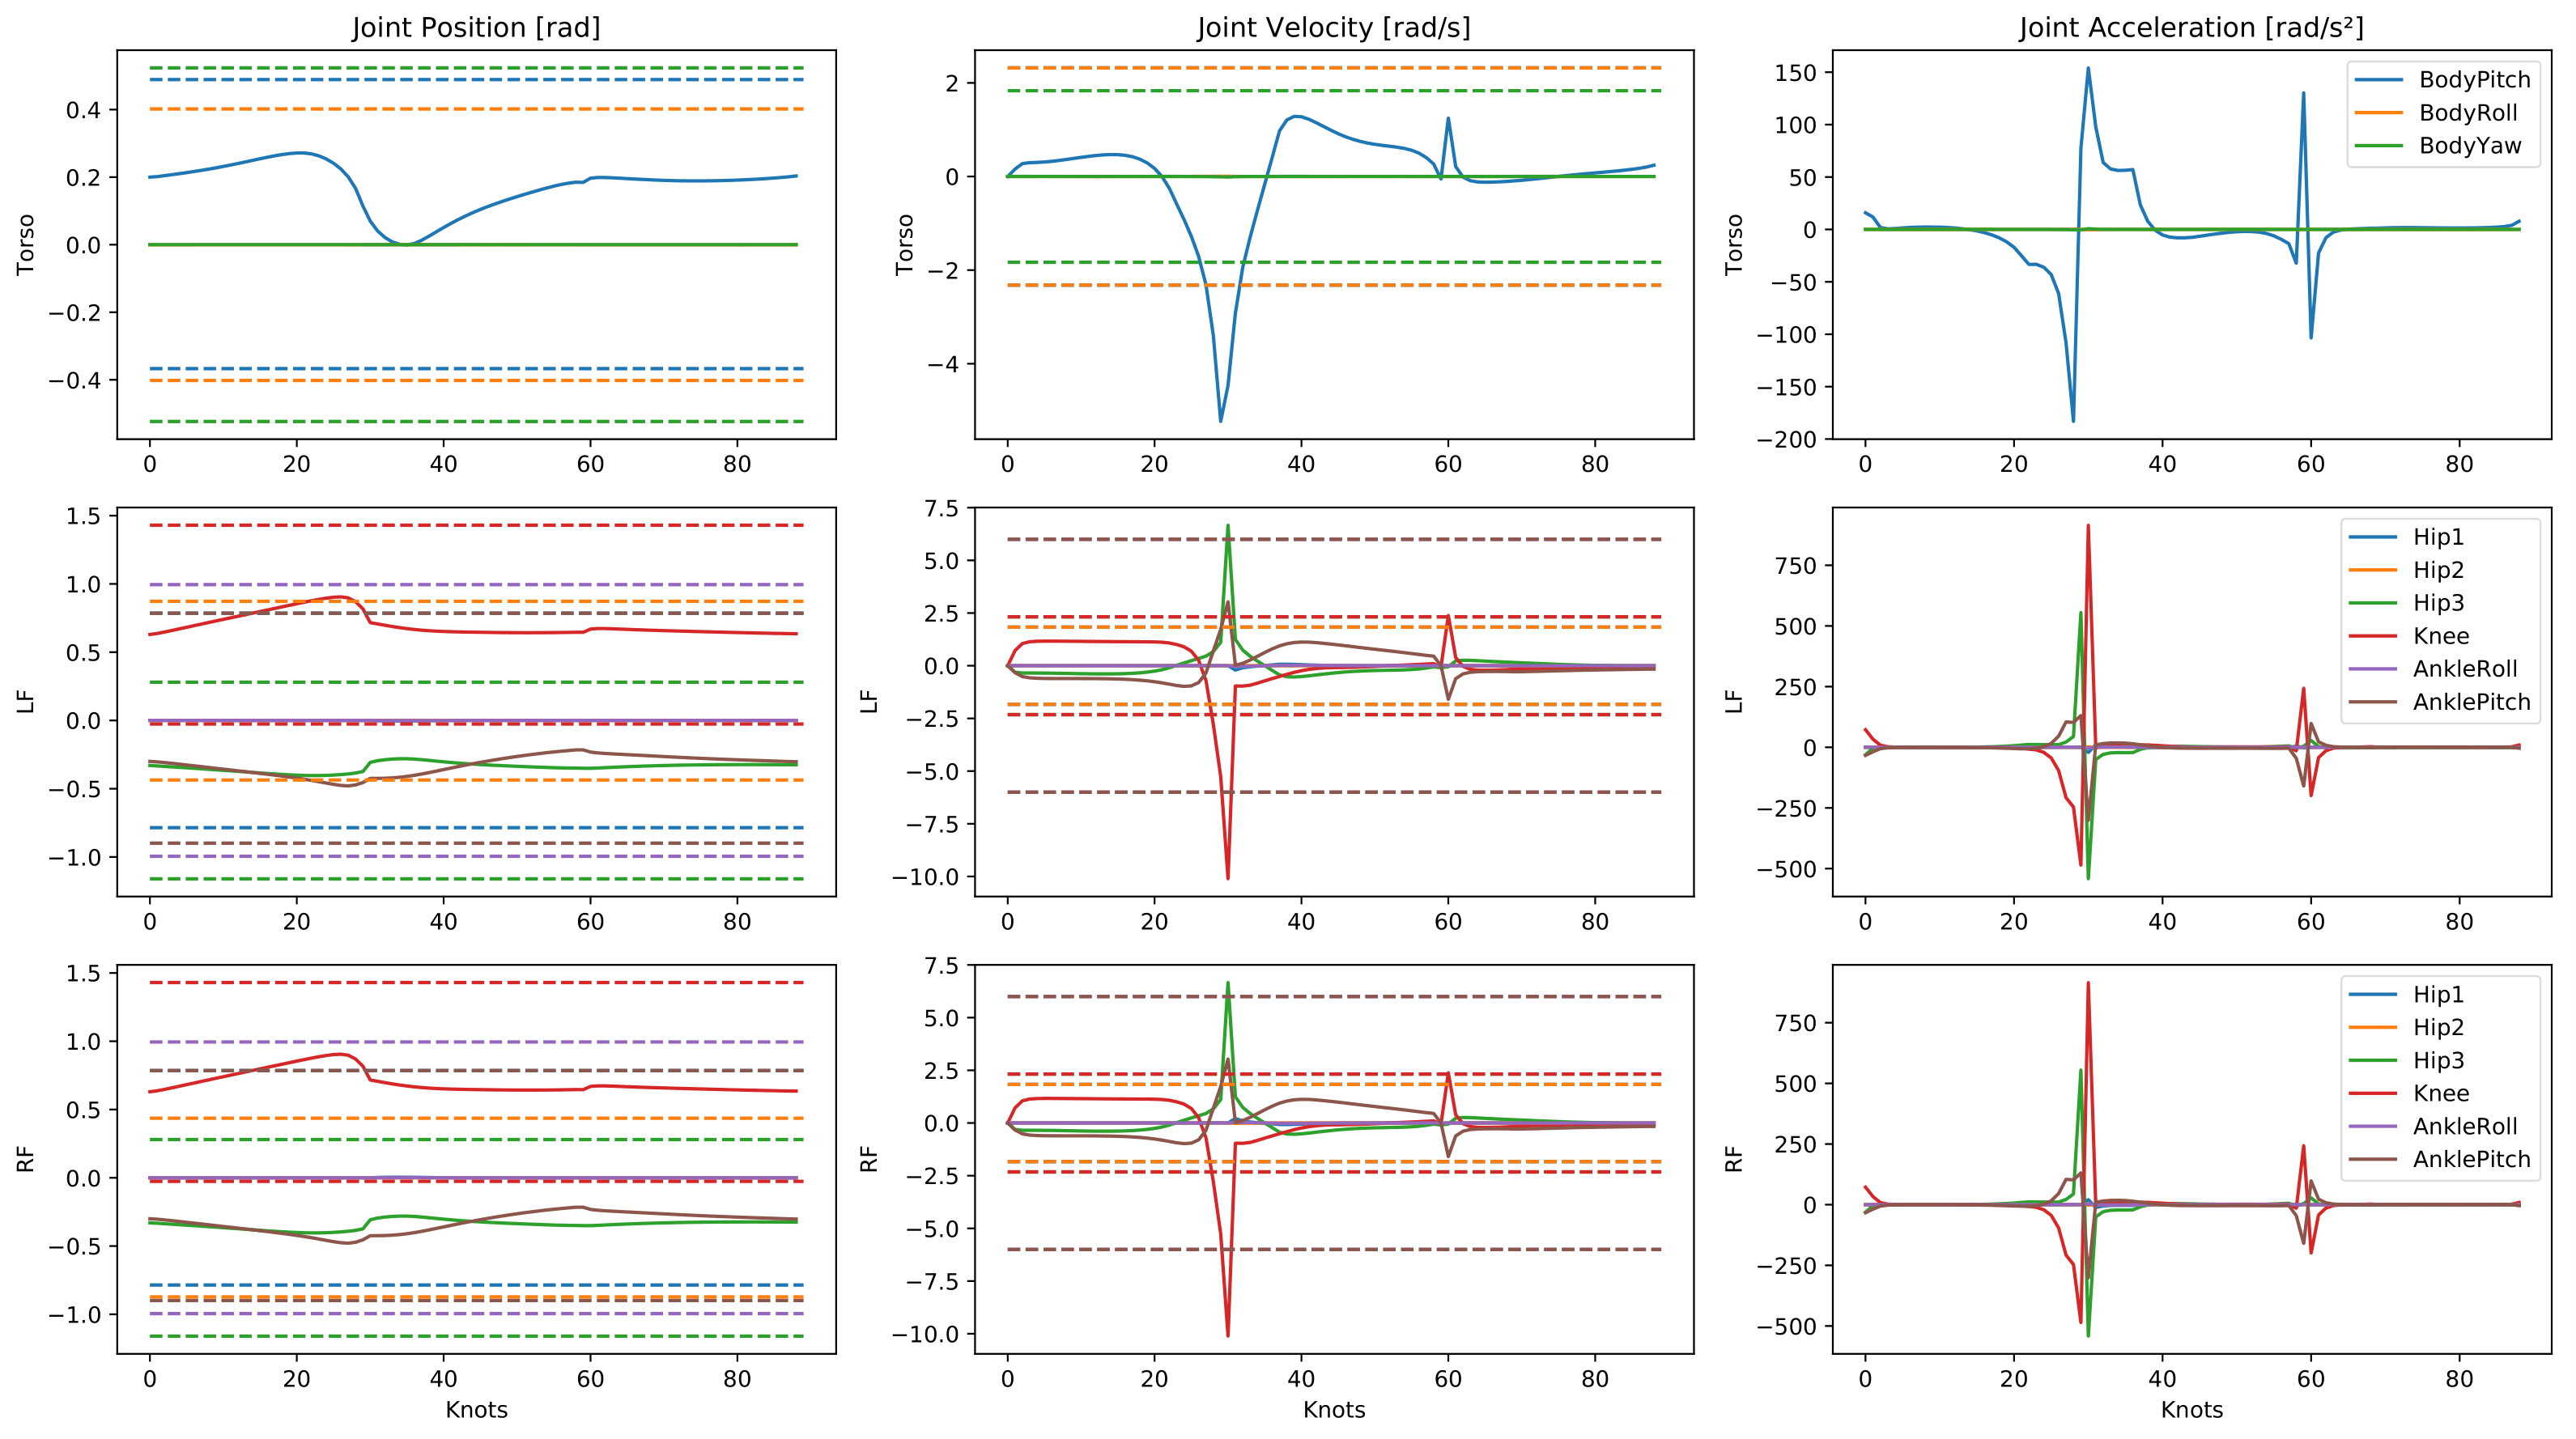 Joint Position [rad]
Joint Velocity [rad/s]
Joint Acceleration [rad/s²]
Torso
0.4
0.2
0.0
−0.2
−0.4
0 20 40 60 80
Torso
2
0
−2
−4
0 20 40 60 80
Torso
150
100
50
0
−50
−100
−150
−200
0 20 40 60 80
BodyPitch
BodyRoll
BodyYaw
LF
1.5
1.0
0.5
0.0
−0.5
−1.0
0 20 40 60 80
LF
7.5
5.0
2.5
0.0
−2.5
−5.0
−7.5
−10.0
0 20 40 60 80
LF
750
500
250
0
−250
−500
0 20 40 60 80
Hip1
Hip2
Hip3
Knee
AnkleRoll
AnklePitch
RF
1.5
1.0
0.5
0.0
−0.5
−1.0
0 20 40 60 80
Knots
RF
7.5
5.0
2.5
0.0
−2.5
−5.0
−7.5
−10.0
0 20 40 60 80
Knots
RF
750
500
250
0
−250
−500
0 20 40 60 80
Knots
Hip1
Hip2
Hip3
Knee
AnkleRoll
AnklePitch